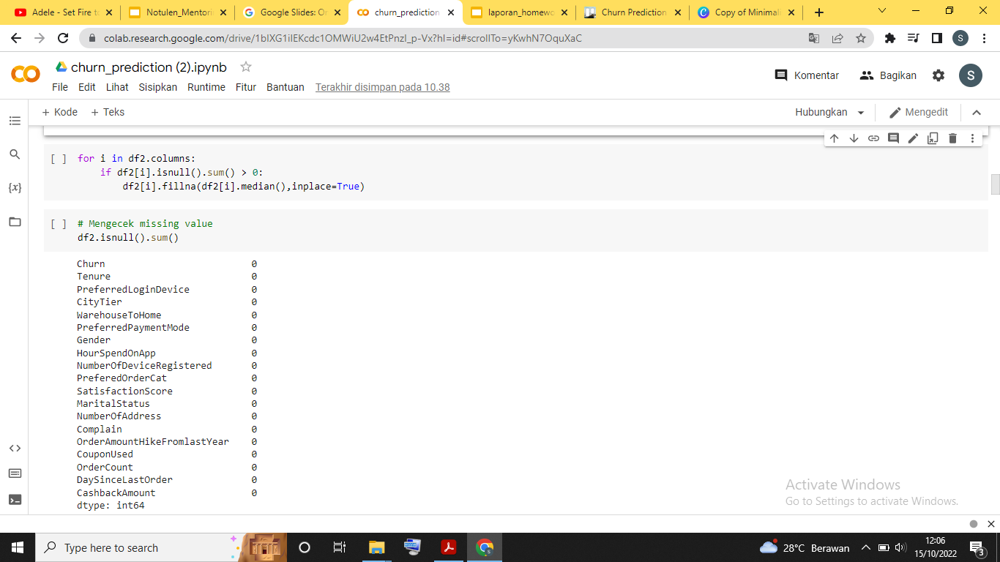 Adele - Set Fire t
Notulen_Mentori
Google Slides: O
churn_prediction
laporan_homewo
Churn Prediction
Copy of Minimali
colab.research.google.com/drive/1blXG1iIEKcdc1OMWiU2w4EtPnzl_p-Vx?hl=id#scrollTo=yKwhN7OquXaC
S
churn_prediction (2).ipynb
File Edit Lihat Sisipkan Runtime Fitur Bantuan Terakhir disimpan pada 10.38
Komentar Bagikan S
+ Kode + Teks
Hubungkan Mengedit
{x}
[ ] for i in df2.columns:
if df2[i].isnull().sum() > 0:
df2[i].fillna(df2[i].median(),inplace=True)
[ ] # Mengecek missing value
df2.isnull().sum()
Churn 0
Tenure 0
PreferredLoginDevice 0
CityTier 0
WarehouseToHome 0
PreferredPaymentMode 0
Gender 0
HourSpendOnApp 0
NumberOfDeviceRegistered 0
PreferedOrderCat 0
SatisfactionScore 0
MaritalStatus 0
NumberOfAddress 0
Complain 0
OrderAmountHikeFromlastYear 0
CouponUsed 0
OrderCount 0
DaySinceLastOrder 0
CashbackAmount 0
dtype: int64
Activate Windows
Go to Settings to activate Windows.
Type here to search
28°C Berawan
12:06
15/10/2022
3